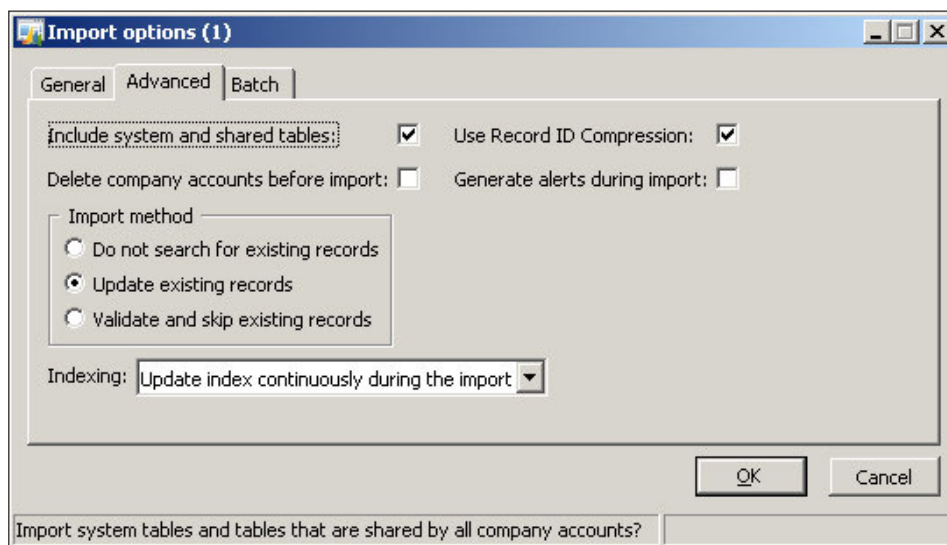 Import options (1)
General Advanced Batch
Include system and shared tables: Use Record ID Compression:
Delete company accounts before import: Generate alerts during import:
Import method
Do not search for existing records
Update existing records
Validate and skip existing records
Indexing: Update index continuously during the import
OK Cancel
Import system tables and tables that are shared by all company accounts?